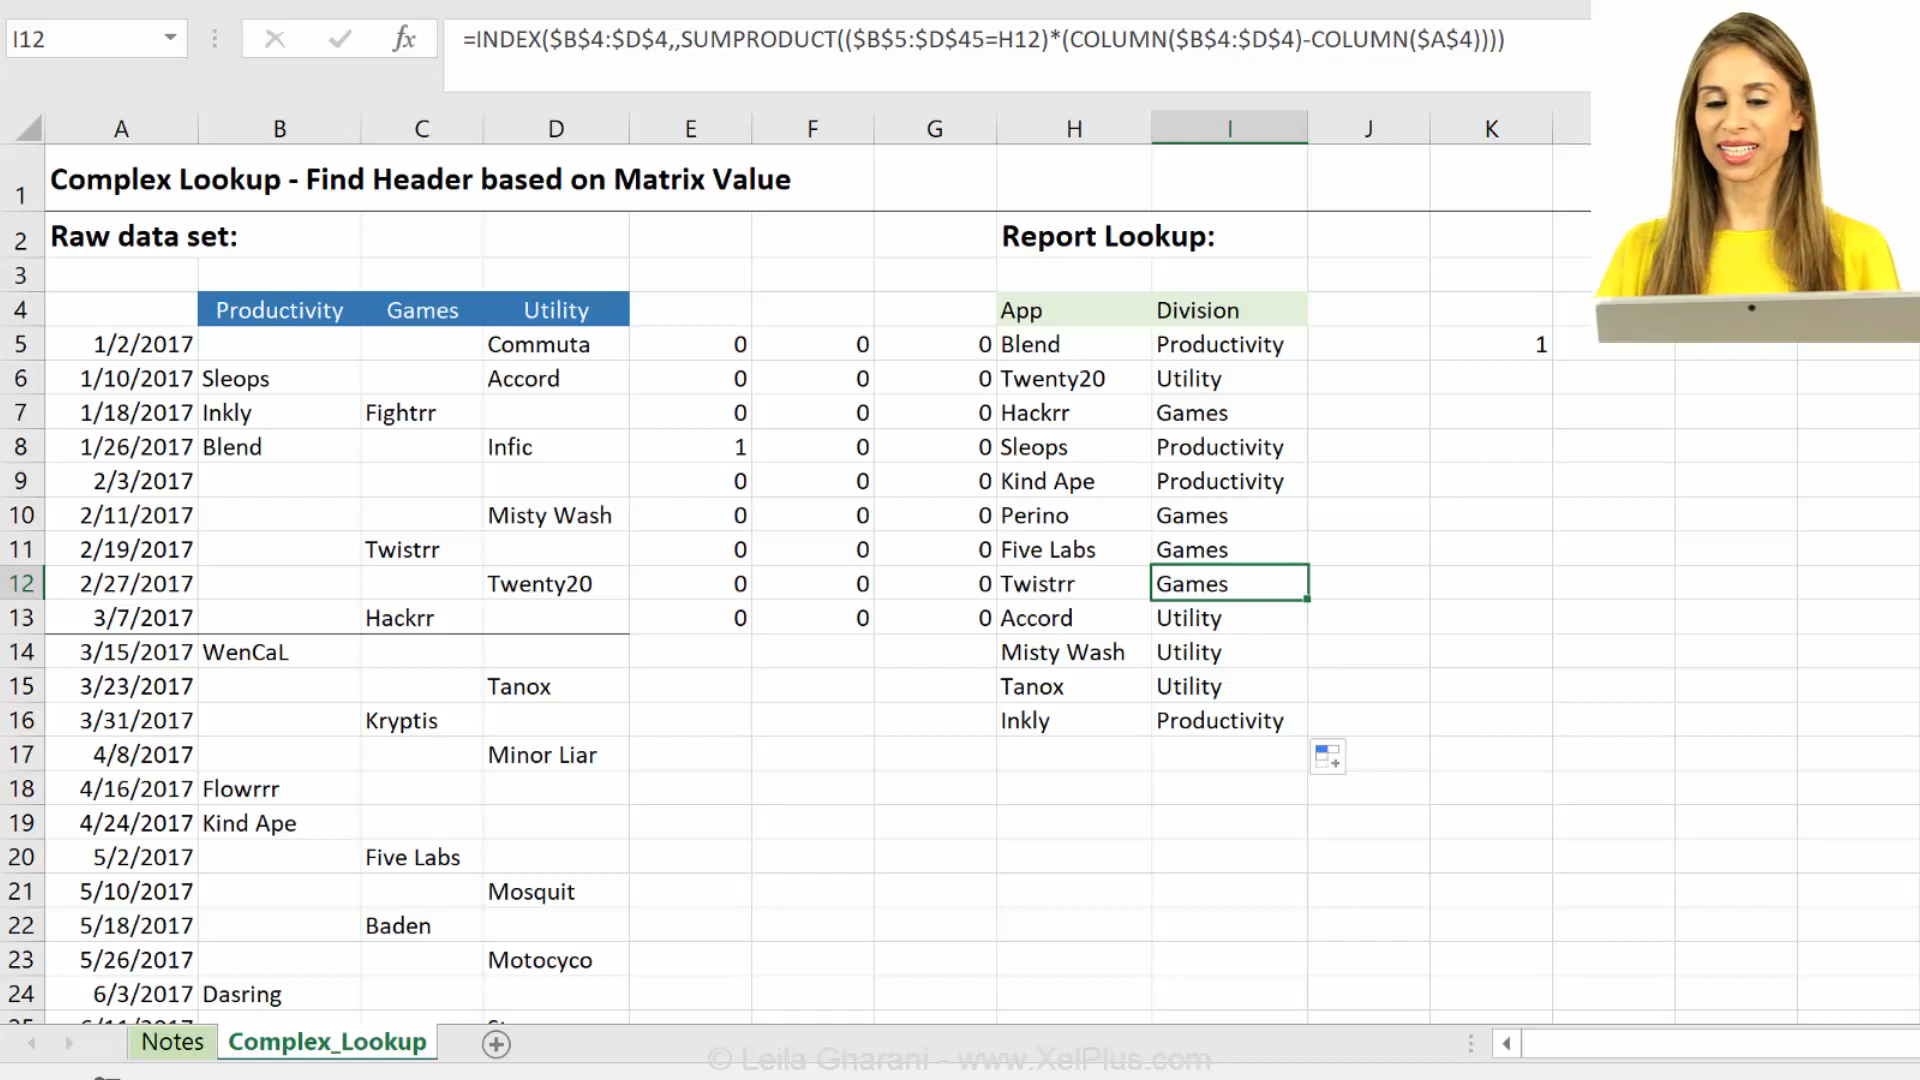 I12 fx =INDEX($B$4:$D$4,,SUMPRODUCT(($B$5:$D$45=H12)*(COLUMN($B$4:$D$4)-COLUMN($A$4))))
A B C D E F G H I J K
1 Complex Lookup - Find Header based on Matrix Value
2 Raw data set: Report Lookup:
3
4 Productivity Games Utility App Division
5 1/2/2017 Commuta 0 0 0 Blend Productivity 1
6 1/10/2017 Sleops Accord 0 0 0 Twenty20 Utility
7 1/18/2017 Inkly Fightrr 0 0 0 Hackrr Games
8 1/26/2017 Blend Infic 1 0 0 Sleops Productivity
9 2/3/2017 0 0 0 Kind Ape Productivity
10 2/11/2017 Misty Wash 0 0 0 Perino Games
11 2/19/2017 Twistrr 0 0 0 Five Labs Games
12 2/27/2017 Twenty20 0 0 0 Twistrr Games
13 3/7/2017 Hackrr 0 0 0 Accord Utility
14 3/15/2017 WenCaL Misty Wash Utility
15 3/23/2017 Tanox Tanox Utility
16 3/31/2017 Kryptis Inkly Productivity
17 4/8/2017 Minor Liar
18 4/16/2017 Flowrrr
19 4/24/2017 Kind Ape
20 5/2/2017 Five Labs
21 5/10/2017 Mosquit
22 5/18/2017 Baden
23 5/26/2017 Motocyco
24 6/3/2017 Dasring
Notes Complex_Lookup
© Leila Gharani - www.XelPlus.com